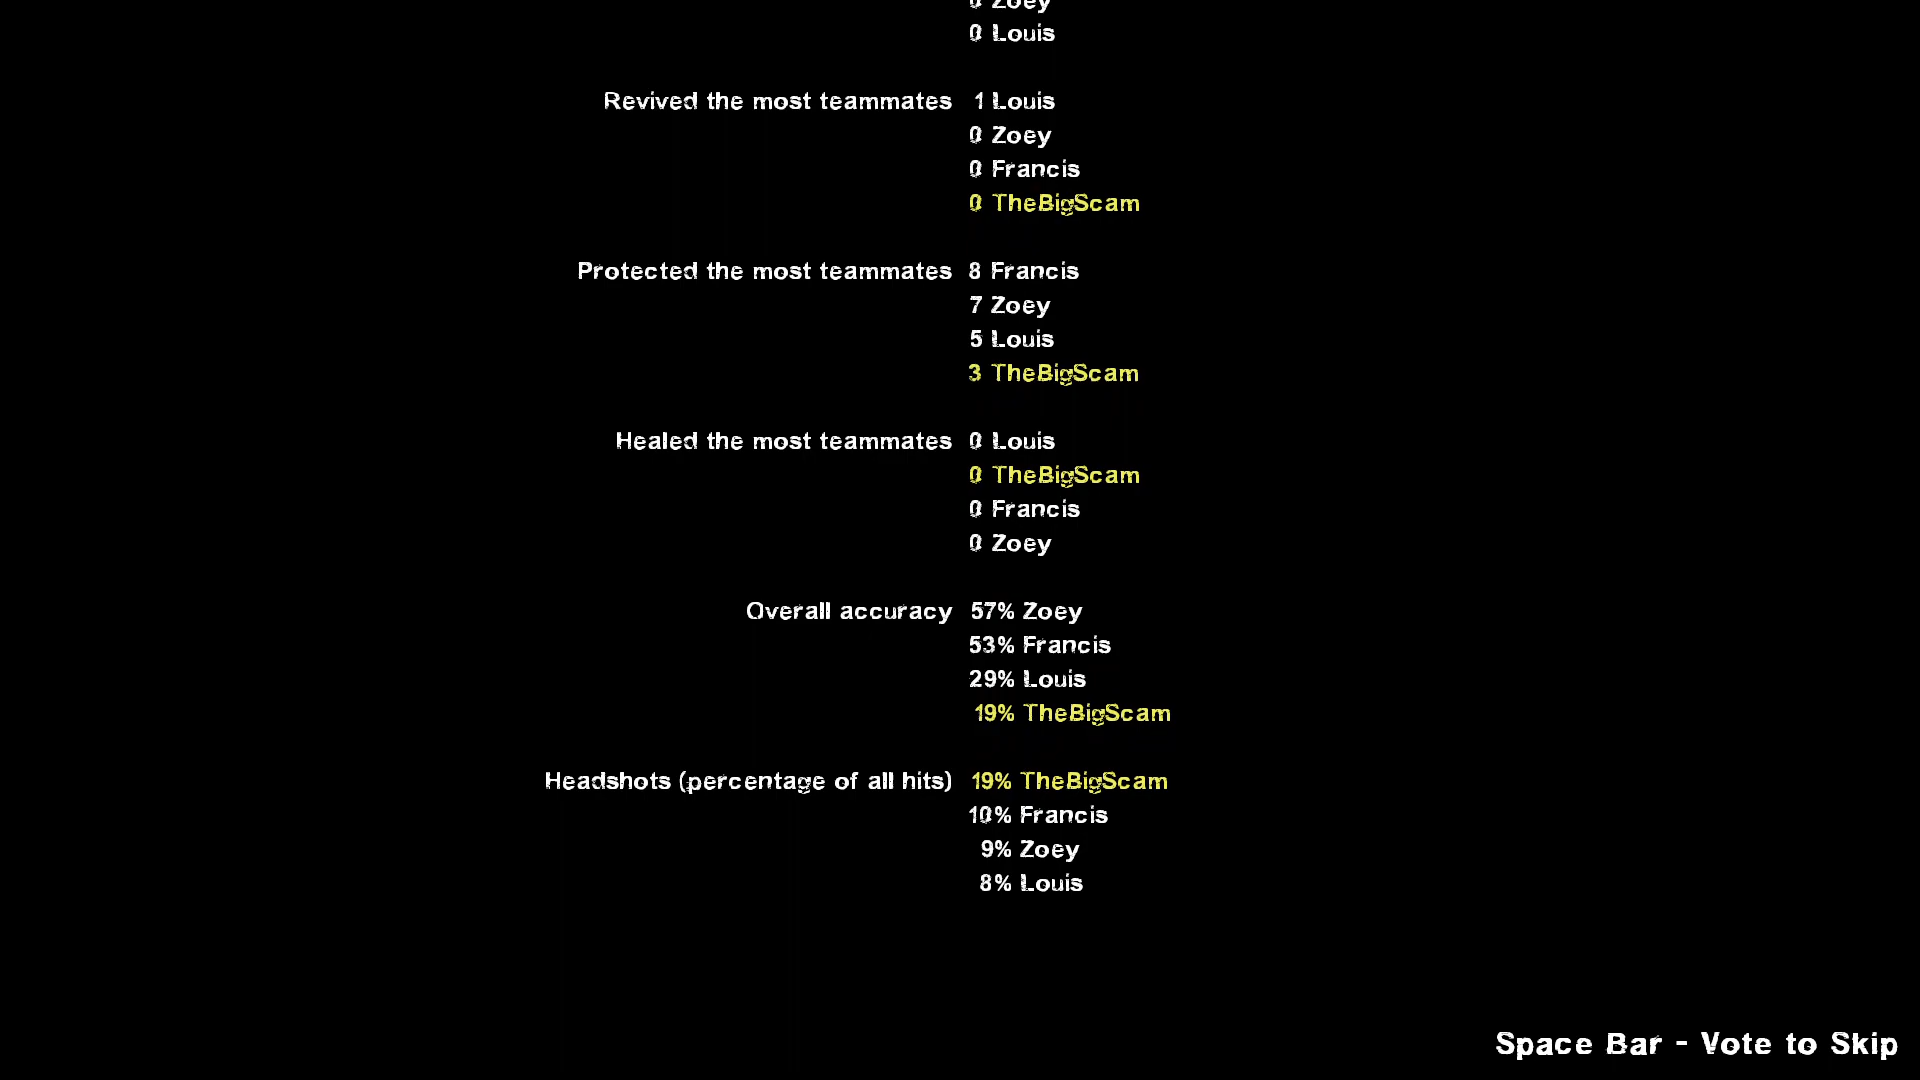 0 Zoey
0 Louis
Revived the most teammates 1 Louis
0 Zoey
0 Francis
0 TheBigScam
Protected the most teammates 8 Francis
7 Zoey
5 Louis
3 TheBigScam
Healed the most teammates 0 Louis
0 TheBigScam
0 Francis
0 Zoey
Overall accuracy 57% Zoey
53% Francis
29% Louis
19% TheBigScam
Headshots (percentage of all hits) 19% TheBigScam
10% Francis
9% Zoey
8% Louis
Space Bar - Vote to Skip